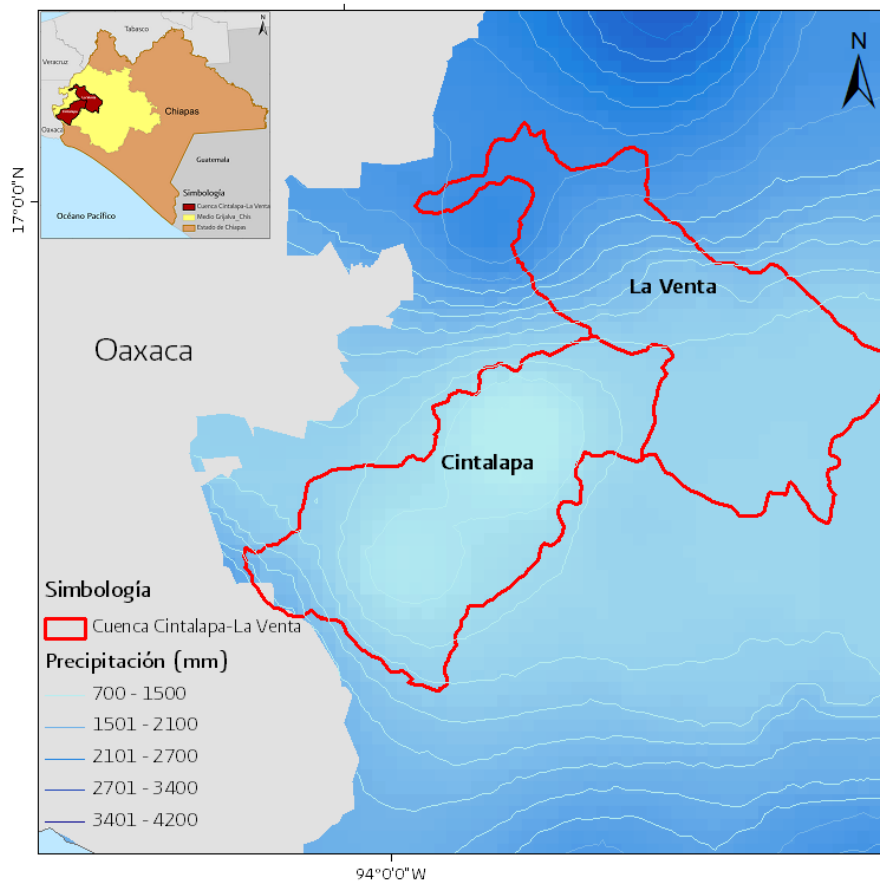 Tabasco
N
Veracruz
Chiapas
Oaxaca
Guatemala
Océano Pacífico
Simbología
Cuenca Cintalapa-La Venta
Medio Grijalva_Chis
Estado de Chiapas
N
17°0'0"N
La Venta
Oaxaca
Cintalapa
Simbología
Cuenca Cintalapa-La Venta
Precipitación (mm)
700 - 1500
1501 - 2100
2101 - 2700
2701 - 3400
3401 - 4200
94°0'0"W